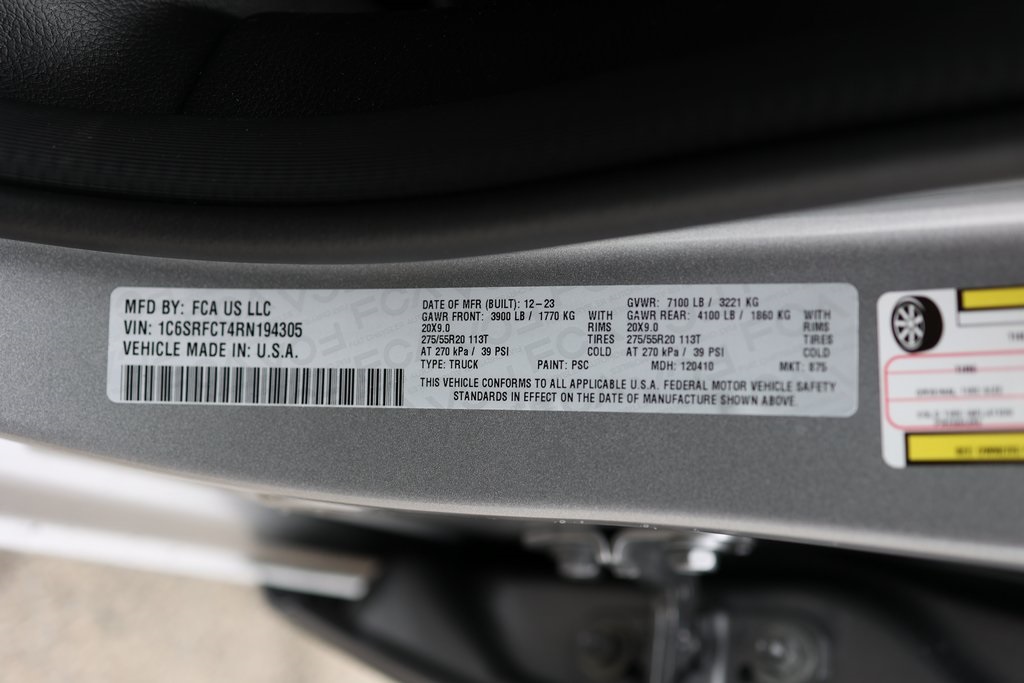 MFD BY: FCA US LLC
VIN: 1C6SRFCT4RN194305
VEHICLE MADE IN: U.S.A.
DATE OF MFR (BUILT): 12-23
GAWR FRONT: 3900 LB / 1770 KG WITH
20X9.0 RIMS
275/55R20 113T TIRES
AT 270 kPa / 39 PSI COLD
TYPE: TRUCK PAINT: PSC
GVWR: 7100 LB / 3221 KG
GAWR REAR: 4100 LB / 1860 KG WITH
20X9.0 RIMS
275/55R20 113T TIRES
AT 270 kPa / 39 PSI COLD
MDH: 120410 MKT: 875
THIS VEHICLE CONFORMS TO ALL APPLICABLE U.S.A. FEDERAL MOTOR VEHICLE SAFETY
STANDARDS IN EFFECT ON THE DATE OF MANUFACTURE SHOWN ABOVE.